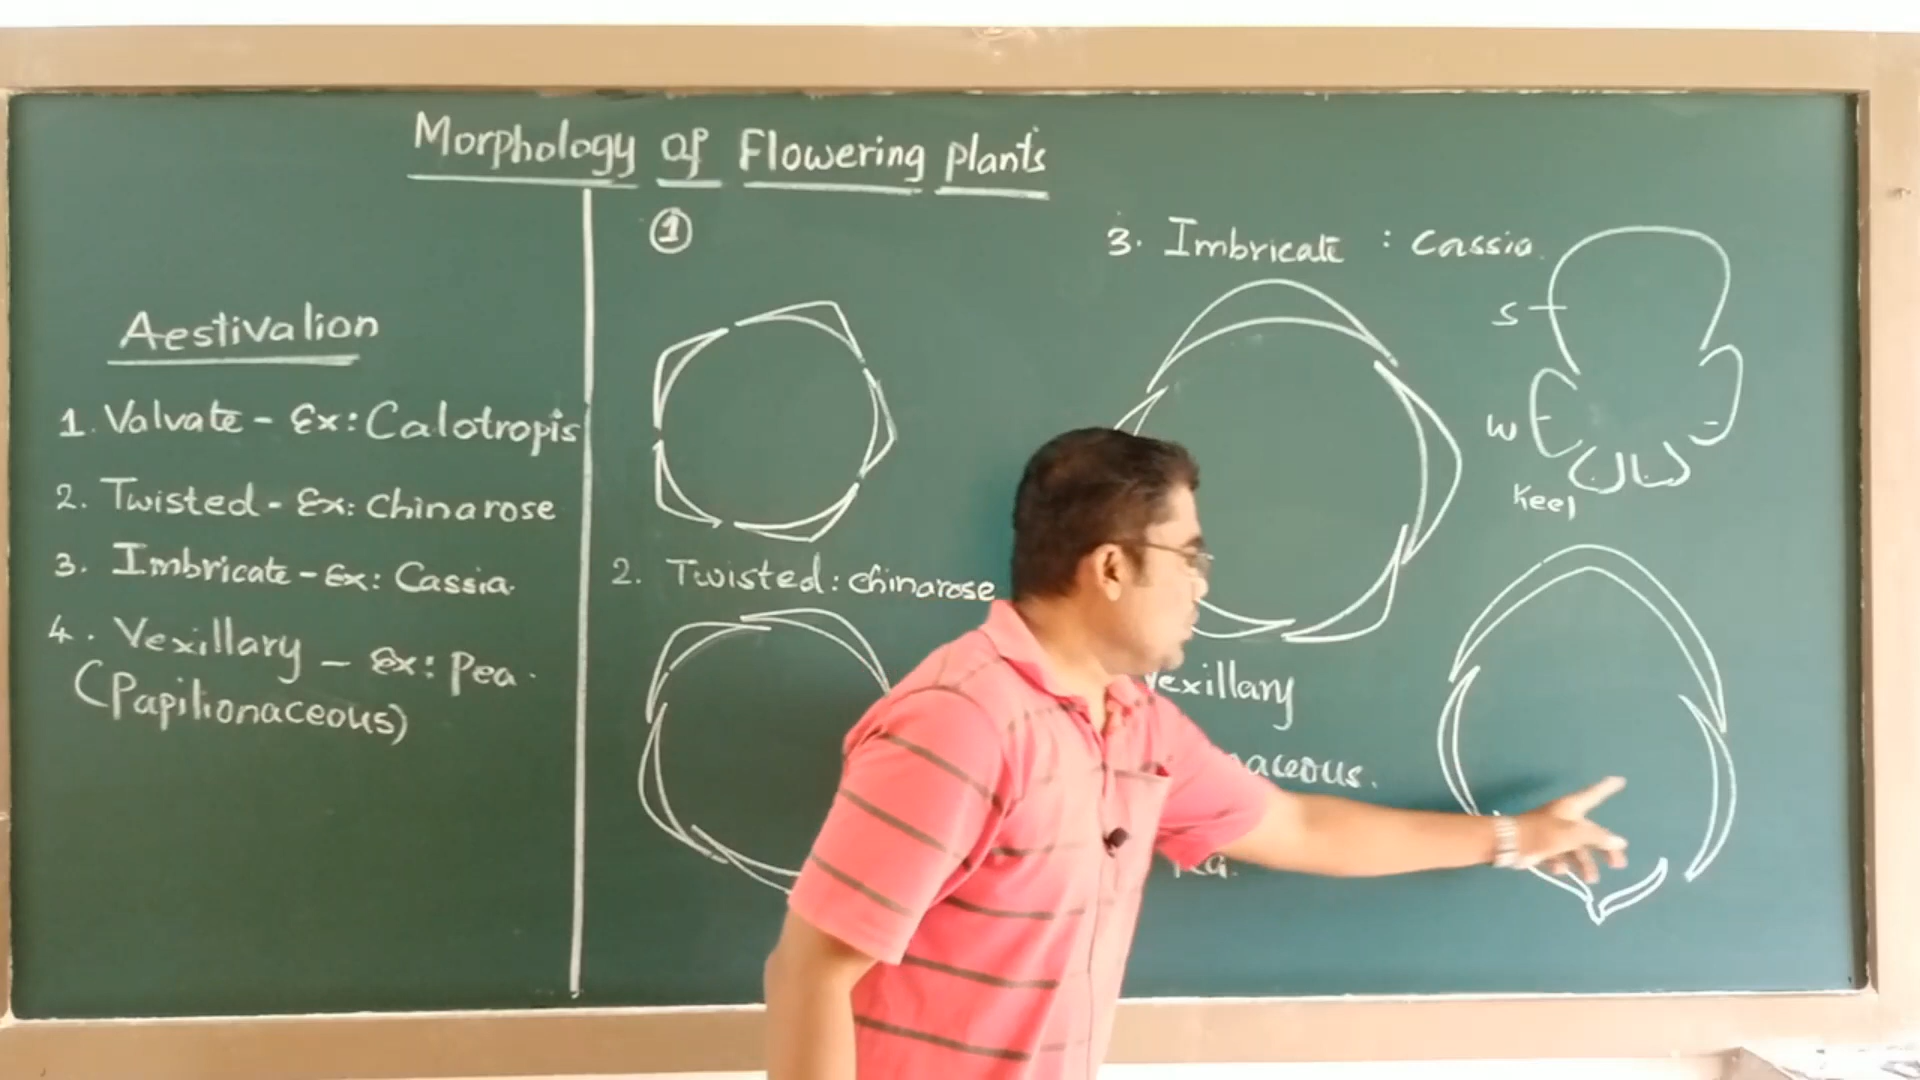 Morphology of Flowering plants
Aestivalion
1. Valvate - Ex: Calotropis
2. Twisted - Ex: Chinarose
3. Imbricate - Ex: Cassia.
4. Vexillary - Ex: Pea.
(Papilionaceous)
1
2. Twisted: chinarose
3. Imbricate : Cassia.
S
W
Keel
vexillary
naceous.